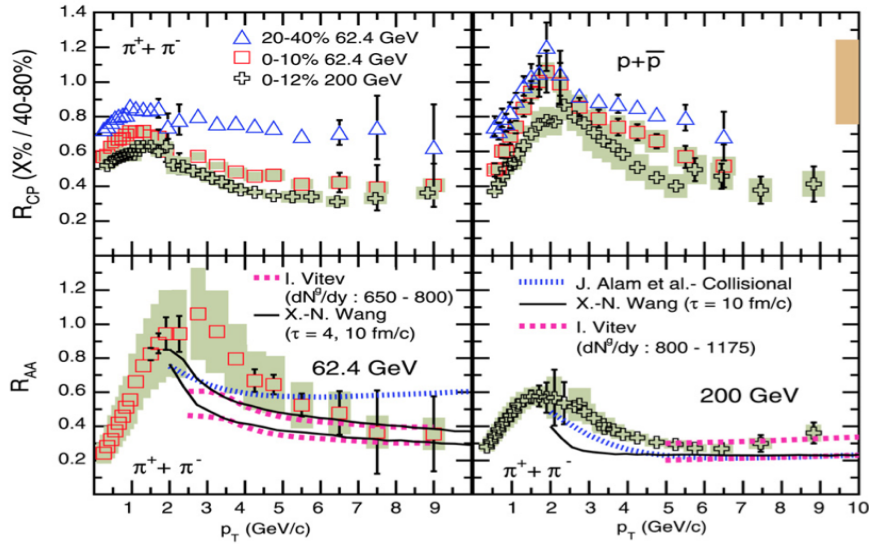 1.4
1.2
1.0
0.8
0.6
0.4
0.2
R_CP (X% / 40-80%)
π⁺ + π⁻
20-40% 62.4 GeV
0-10% 62.4 GeV
0-12% 200 GeV
p+p̅
1.2
1.0
0.8
0.6
0.4
0.2
R_AA
I. Vitev
(dN^g/dy : 650 - 800)
X.-N. Wang
(τ = 4, 10 fm/c)
62.4 GeV
π⁺ + π⁻
J. Alam et al.- Collisional
X.-N. Wang (τ = 10 fm/c)
I. Vitev
(dN^g/dy : 800 - 1175)
200 GeV
π⁺ + π⁻
1 2 3 4 5 6 7 8 9
1 2 3 4 5 6 7 8 9 10
p_T (GeV/c)
p_T (GeV/c)